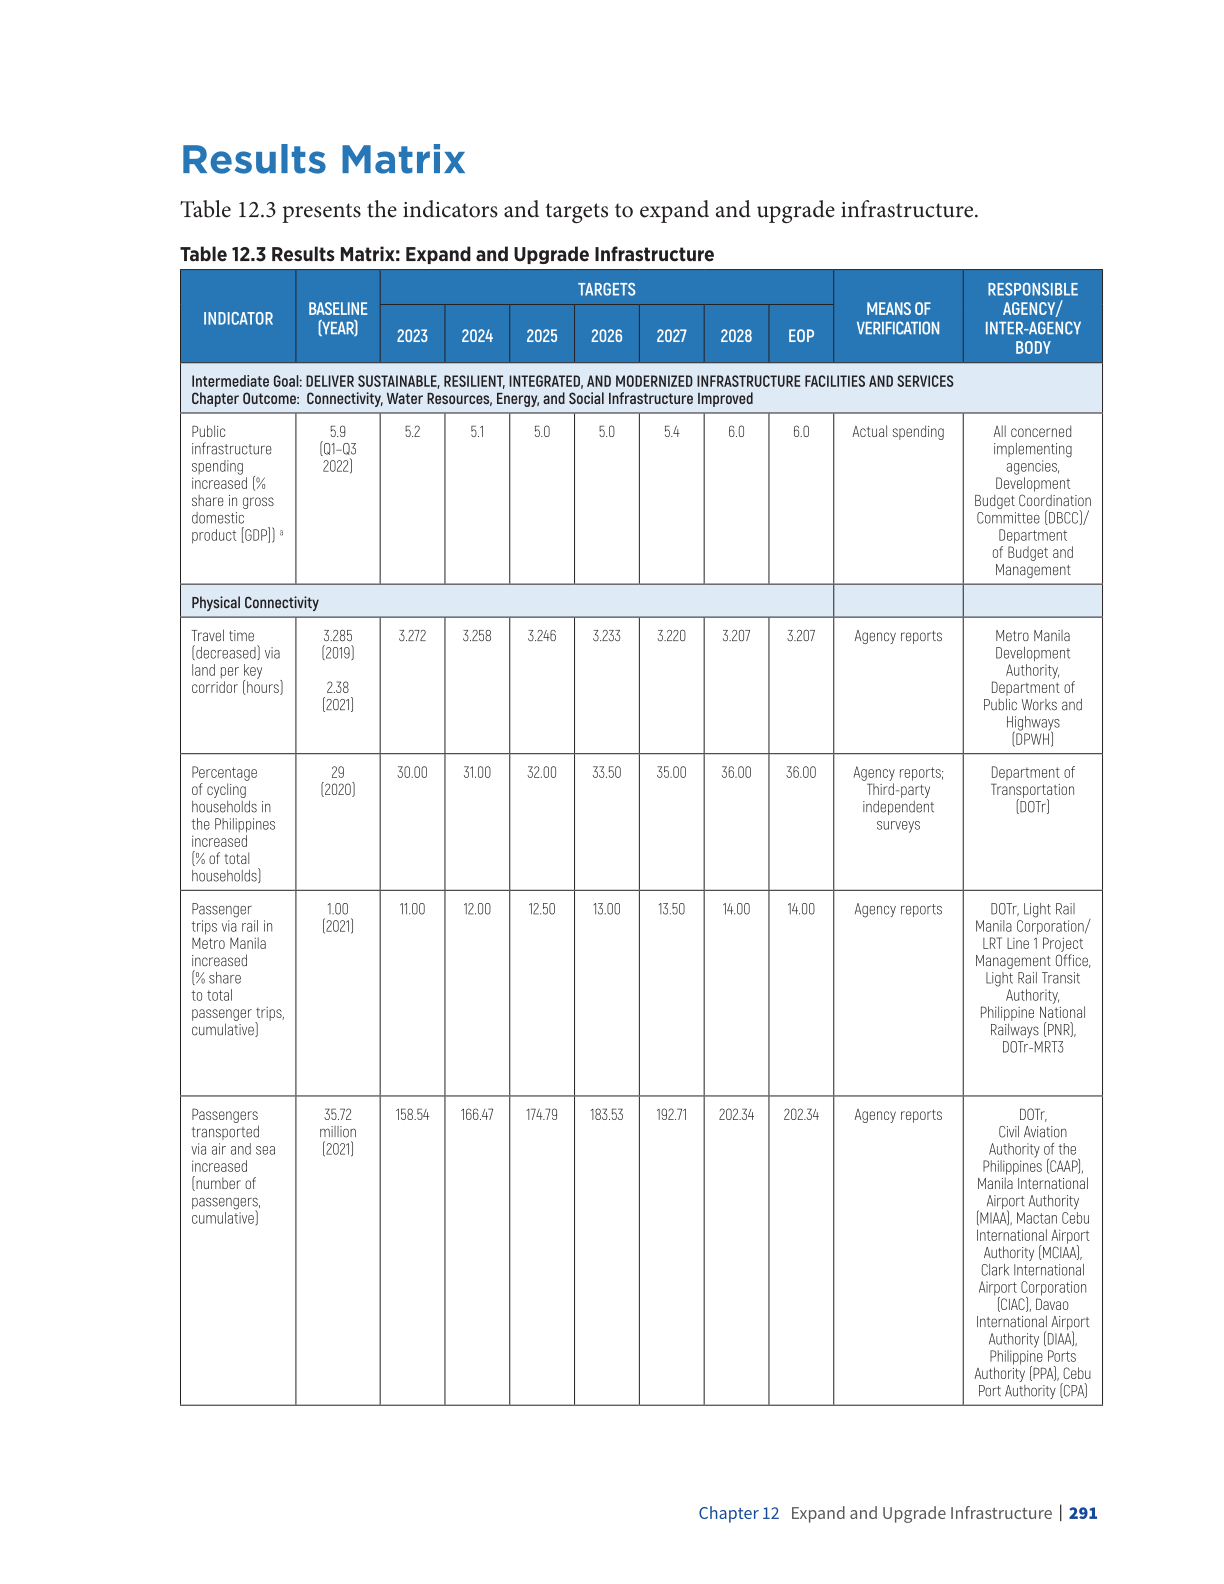 Results Matrix
Table 12.3 presents the indicators and targets to expand and upgrade infrastructure.
Table 12.3 Results Matrix: Expand and Upgrade Infrastructure
INDICATOR
BASELINE
(YEAR)
TARGETS
2023
2024
2025
2026
2027
2028
EOP
MEANS OF
VERIFICATION
RESPONSIBLE
AGENCY/
INTER-AGENCY
BODY
Intermediate Goal: DELIVER SUSTAINABLE, RESILIENT, INTEGRATED, AND MODERNIZED INFRASTRUCTURE FACILITIES AND SERVICES
Chapter Outcome: Connectivity, Water Resources, Energy, and Social Infrastructure Improved
Public
infrastructure
spending
increased (%
share in gross
domestic
product [GDP]) a
5.9
(Q1–Q3
2022)
5.2
5.1
5.0
5.0
5.4
6.0
6.0
Actual spending
All concerned
implementing
agencies,
Development
Budget Coordination
Committee (DBCC)/
Department
of Budget and
Management
Physical Connectivity
Travel time
(decreased) via
land per key
corridor (hours)
3.285
(2019)
2.38
(2021)
3.272
3.258
3.246
3.233
3.220
3.207
3.207
Agency reports
Metro Manila
Development
Authority,
Department of
Public Works and
Highways
(DPWH)
Percentage
of cycling
households in
the Philippines
increased
(% of total
households)
29
(2020)
30.00
31.00
32.00
33.50
35.00
36.00
36.00
Agency reports;
Third-party
independent
surveys
Department of
Transportation
(DOTr)
Passenger
trips via rail in
Metro Manila
increased
(% share
to total
passenger trips,
cumulative)
1.00
(2021)
11.00
12.00
12.50
13.00
13.50
14.00
14.00
Agency reports
DOTr, Light Rail
Manila Corporation/
LRT Line 1 Project
Management Office,
Light Rail Transit
Authority,
Philippine National
Railways (PNR),
DOTr-MRT3
Passengers
transported
via air and sea
increased
(number of
passengers,
cumulative)
35.72
million
(2021)
158.54
166.47
174.79
183.53
192.71
202.34
202.34
Agency reports
DOTr,
Civil Aviation
Authority of the
Philippines (CAAP),
Manila International
Airport Authority
(MIAA), Mactan Cebu
International Airport
Authority (MCIAA),
Clark International
Airport Corporation
(CIAC), Davao
International Airport
Authority (DIAA),
Philippine Ports
Authority (PPA), Cebu
Port Authority (CPA)
Chapter 12 Expand and Upgrade Infrastructure | 291